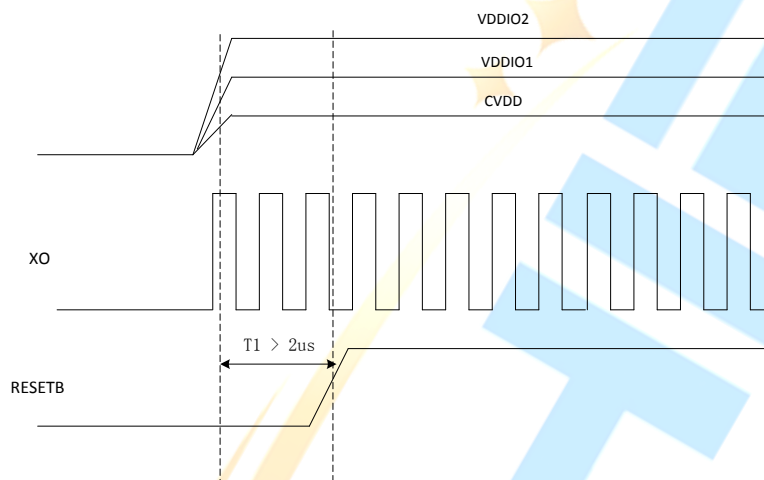 VDDIO2
VDDIO1
CVDD
XO
T1 > 2us
RESETB